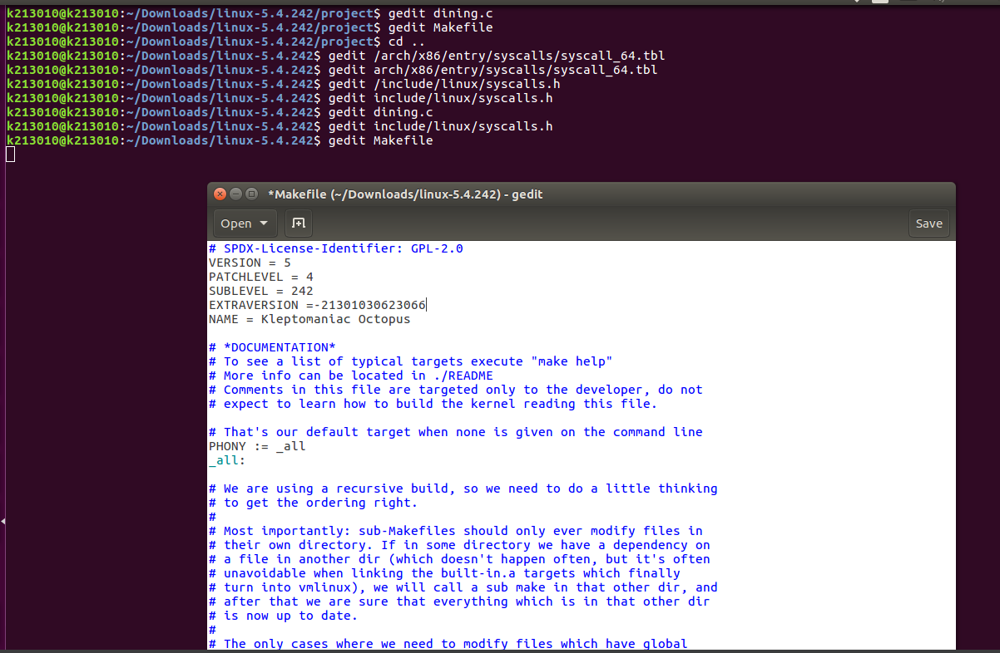 k213010@k213010:~/Downloads/linux-5.4.242/project$ gedit dining.c
k213010@k213010:~/Downloads/linux-5.4.242/project$ gedit Makefile
k213010@k213010:~/Downloads/linux-5.4.242/project$ cd ..
k213010@k213010:~/Downloads/linux-5.4.242$ gedit /arch/x86/entry/syscalls/syscall_64.tbl
k213010@k213010:~/Downloads/linux-5.4.242$ gedit arch/x86/entry/syscalls/syscall_64.tbl
k213010@k213010:~/Downloads/linux-5.4.242$ gedit /include/linux/syscalls.h
k213010@k213010:~/Downloads/linux-5.4.242$ gedit include/linux/syscalls.h
k213010@k213010:~/Downloads/linux-5.4.242$ gedit dining.c
k213010@k213010:~/Downloads/linux-5.4.242$ gedit include/linux/syscalls.h
k213010@k213010:~/Downloads/linux-5.4.242$ gedit Makefile
*Makefile (~/Downloads/linux-5.4.242) - gedit
Open
Save
# SPDX-License-Identifier: GPL-2.0
VERSION = 5
PATCHLEVEL = 4
SUBLEVEL = 242
EXTRAVERSION =-21301030623066
NAME = Kleptomaniac Octopus
# *DOCUMENTATION*
# To see a list of typical targets execute "make help"
# More info can be located in ./README
# Comments in this file are targeted only to the developer, do not
# expect to learn how to build the kernel reading this file.
# That's our default target when none is given on the command line
PHONY := _all
_all:
# We are using a recursive build, so we need to do a little thinking
# to get the ordering right.
#
# Most importantly: sub-Makefiles should only ever modify files in
# their own directory. If in some directory we have a dependency on
# a file in another dir (which doesn't happen often, but it's often
# unavoidable when linking the built-in.a targets which finally
# turn into vmlinux), we will call a sub make in that other dir, and
# after that we are sure that everything which is in that other dir
# is now up to date.
#
# The only cases where we need to modify files which have global